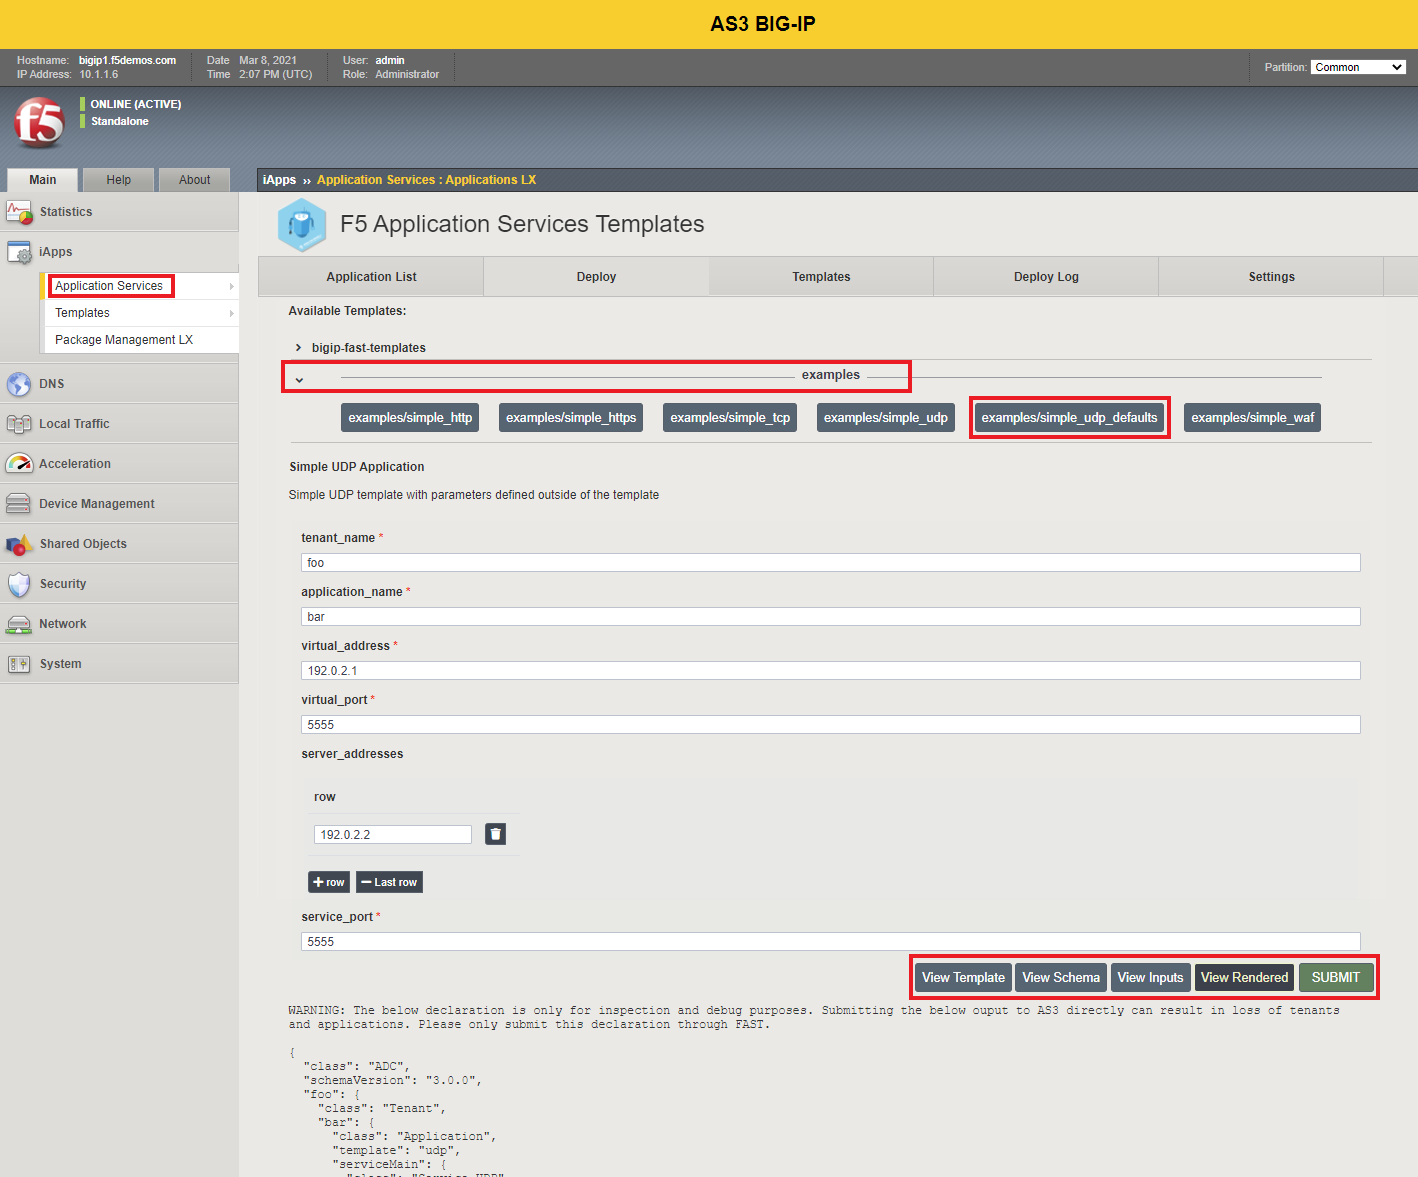 AS3 BIG-IP
Hostname: bigip1.f5demos.com
IP Address: 10.1.1.6
Date Mar 8, 2021
Time 2:07 PM (UTC)
User: admin
Role: Administrator
Partition: Common
f5
ONLINE (ACTIVE)
Standalone
Main
Help
About
iApps ›› Application Services : Applications LX
Statistics
iApps
Application Services
Templates
Package Management LX
DNS
Local Traffic
Acceleration
Device Management
Shared Objects
Security
Network
System
F5 Application Services Templates
Application List
Deploy
Templates
Deploy Log
Settings
Available Templates:
bigip-fast-templates
examples
examples/simple_http
examples/simple_https
examples/simple_tcp
examples/simple_udp
examples/simple_udp_defaults
examples/simple_waf
Simple UDP Application
Simple UDP template with parameters defined outside of the template
tenant_name *
foo
application_name *
bar
virtual_address *
192.0.2.1
virtual_port *
5555
server_addresses
row
192.0.2.2
+ row
− Last row
service_port *
5555
View Template
View Schema
View Inputs
View Rendered
SUBMIT
WARNING: The below declaration is only for inspection and debug purposes. Submitting the below ouput to AS3 directly can result in loss of tenants
and applications. Please only submit this declaration through FAST.
{
"class": "ADC",
"schemaVersion": "3.0.0",
"foo": {
"class": "Tenant",
"bar": {
"class": "Application",
"template": "udp",
"serviceMain": {